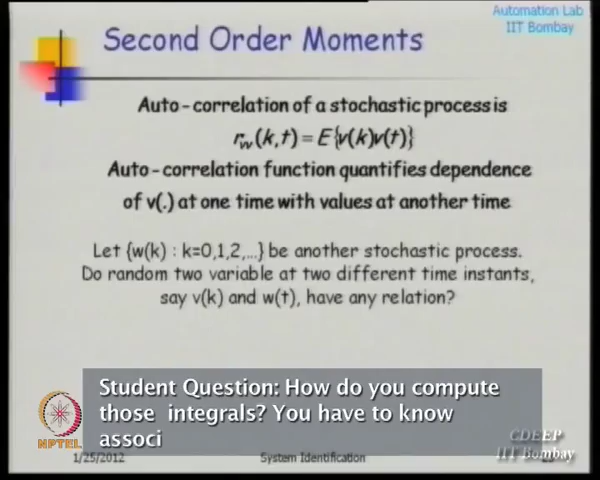 Automation Lab
IIT Bombay
Second Order Moments
Auto - correlation of a stochastic process is
r_vv(k,t) = E{v(k)v(t)}
Auto - correlation function quantifies dependence
of v(.) at one time with values at another time
Let {w(k) : k=0,1,2,...} be another stochastic process.
Do random two variable at two different time instants,
say v(k) and w(t), have any relation?
Student Question: How do you compute
those integrals? You have to know
associ
NPTEL
CDEEP
IIT Bombay
1/25/2012
System Identification